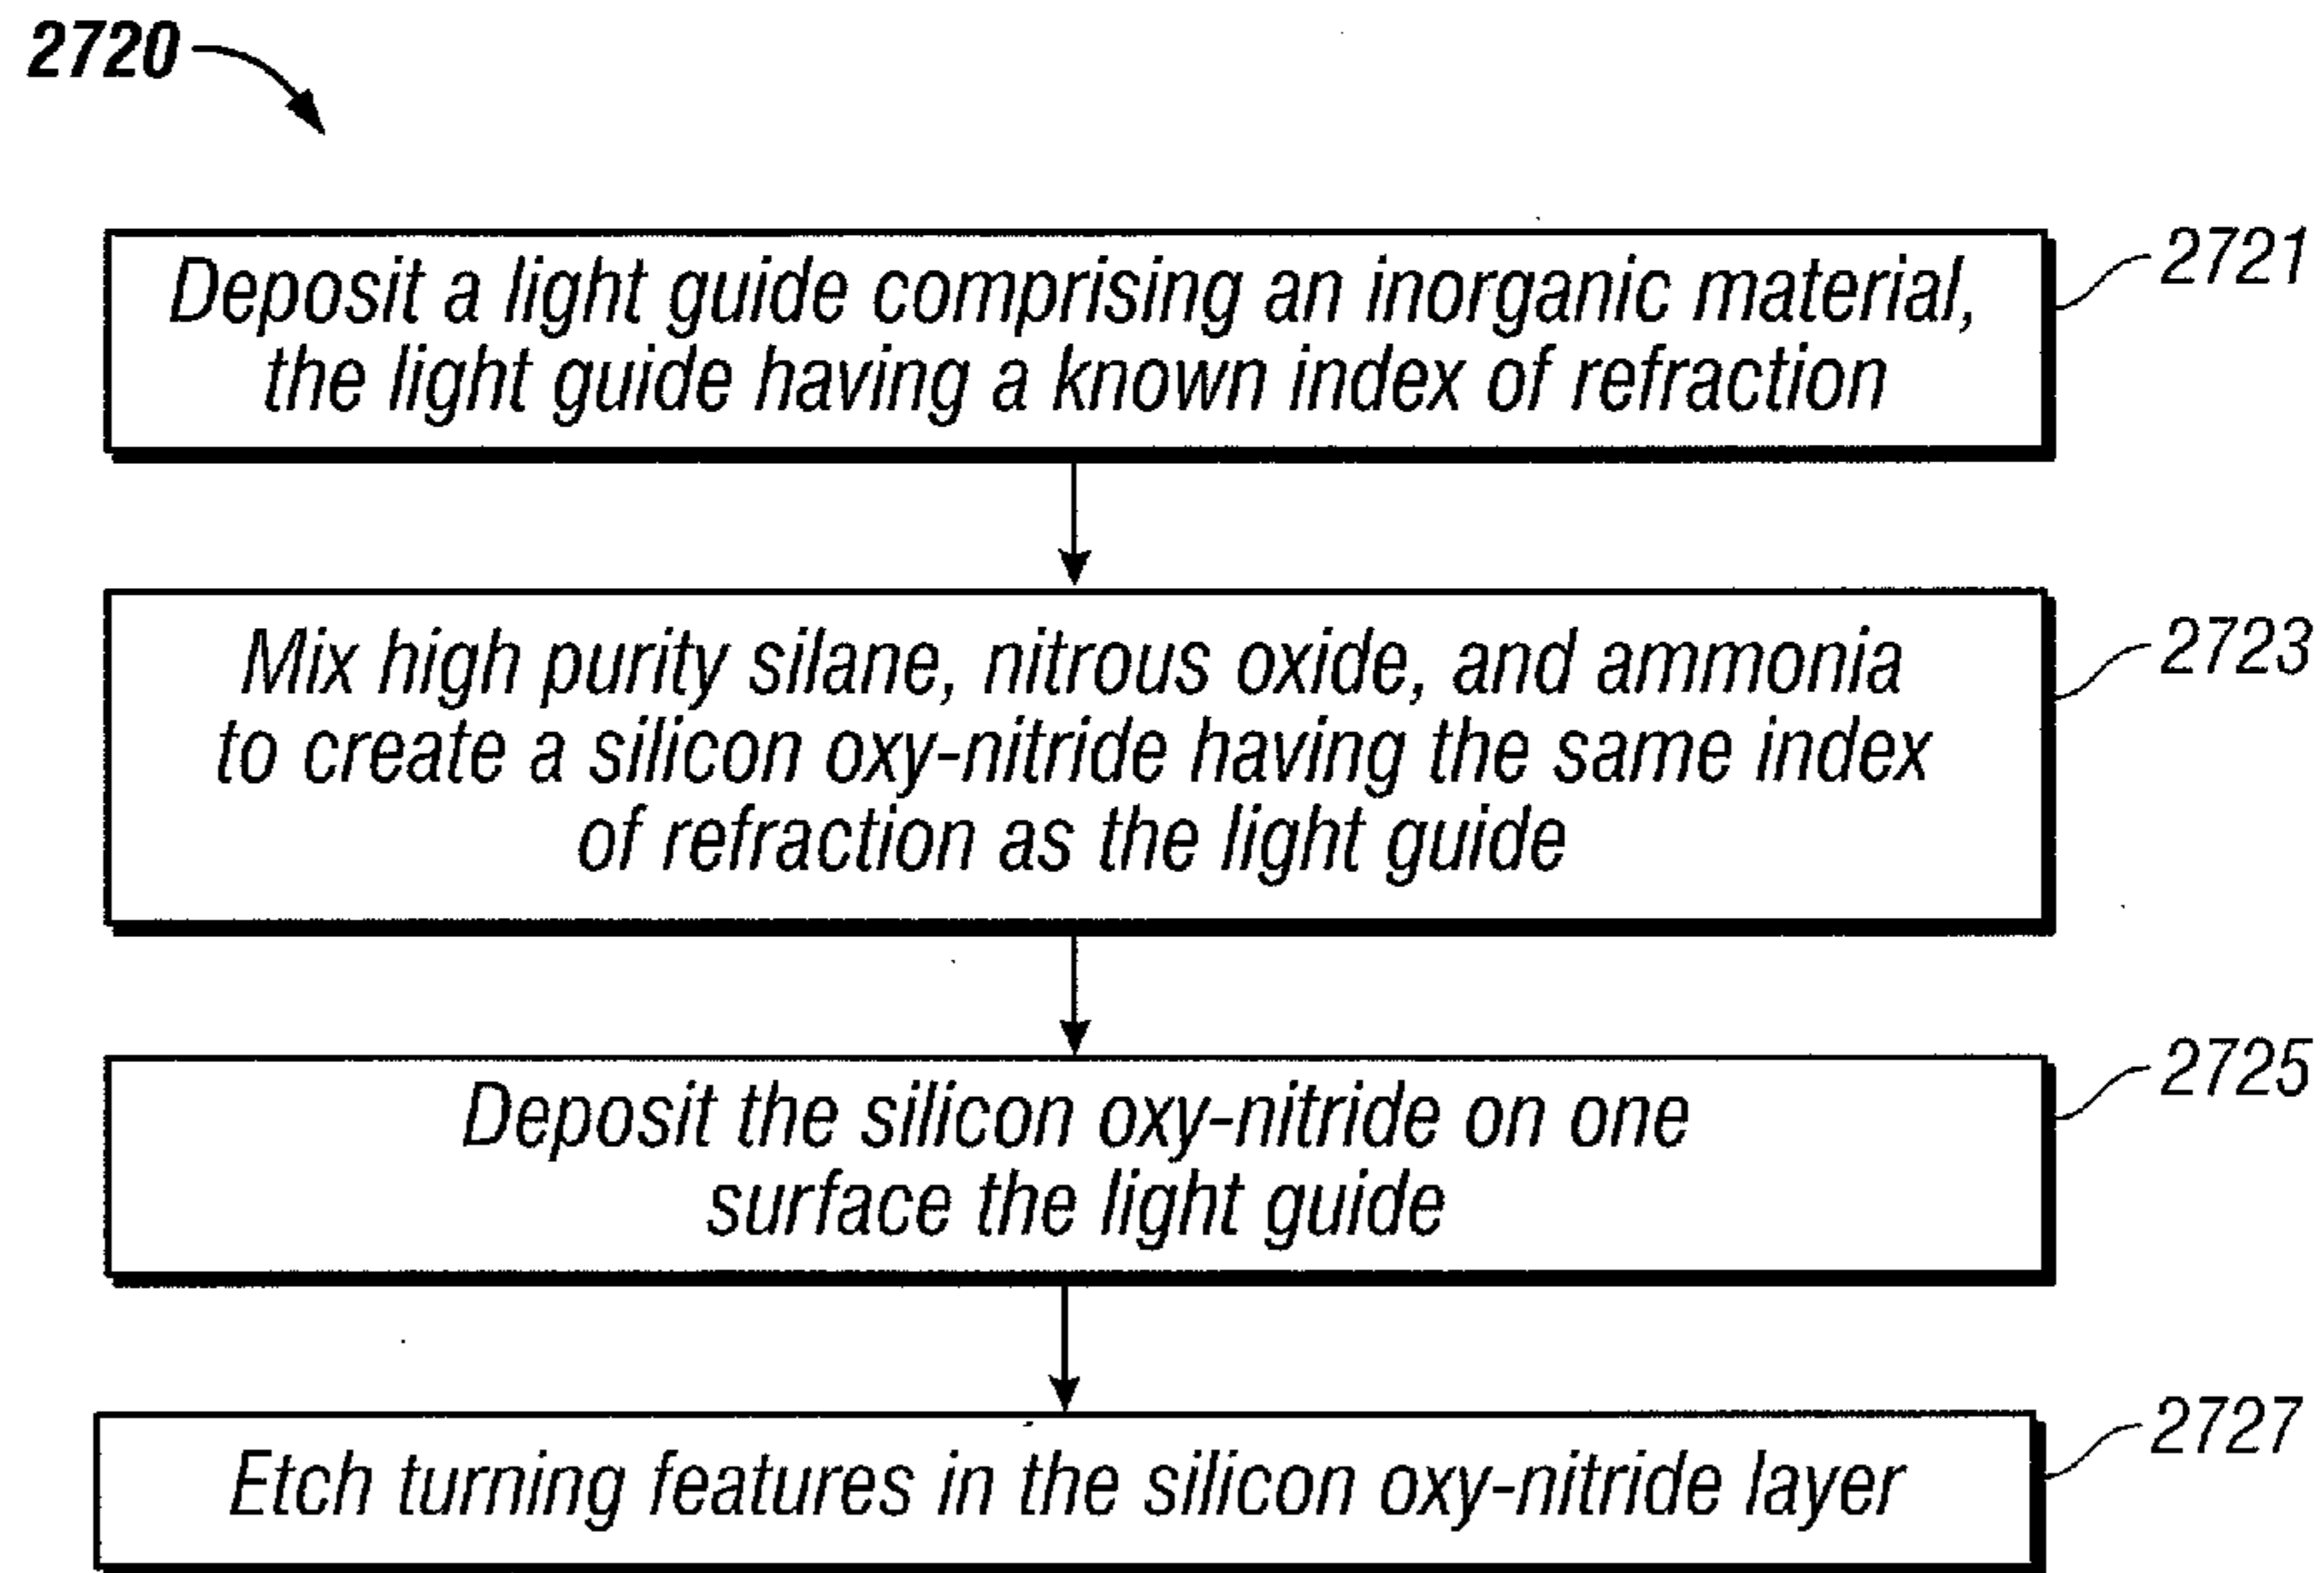 2720
Deposit a light guide comprising an inorganic material,
the light guide having a known index of refraction
2721
Mix high purity silane, nitrous oxide, and ammonia
to create a silicon oxy-nitride having the same index
of refraction as the light guide
2723
Deposit the silicon oxy-nitride on one
surface the light guide
2725
Etch turning features in the silicon oxy-nitride layer
2727